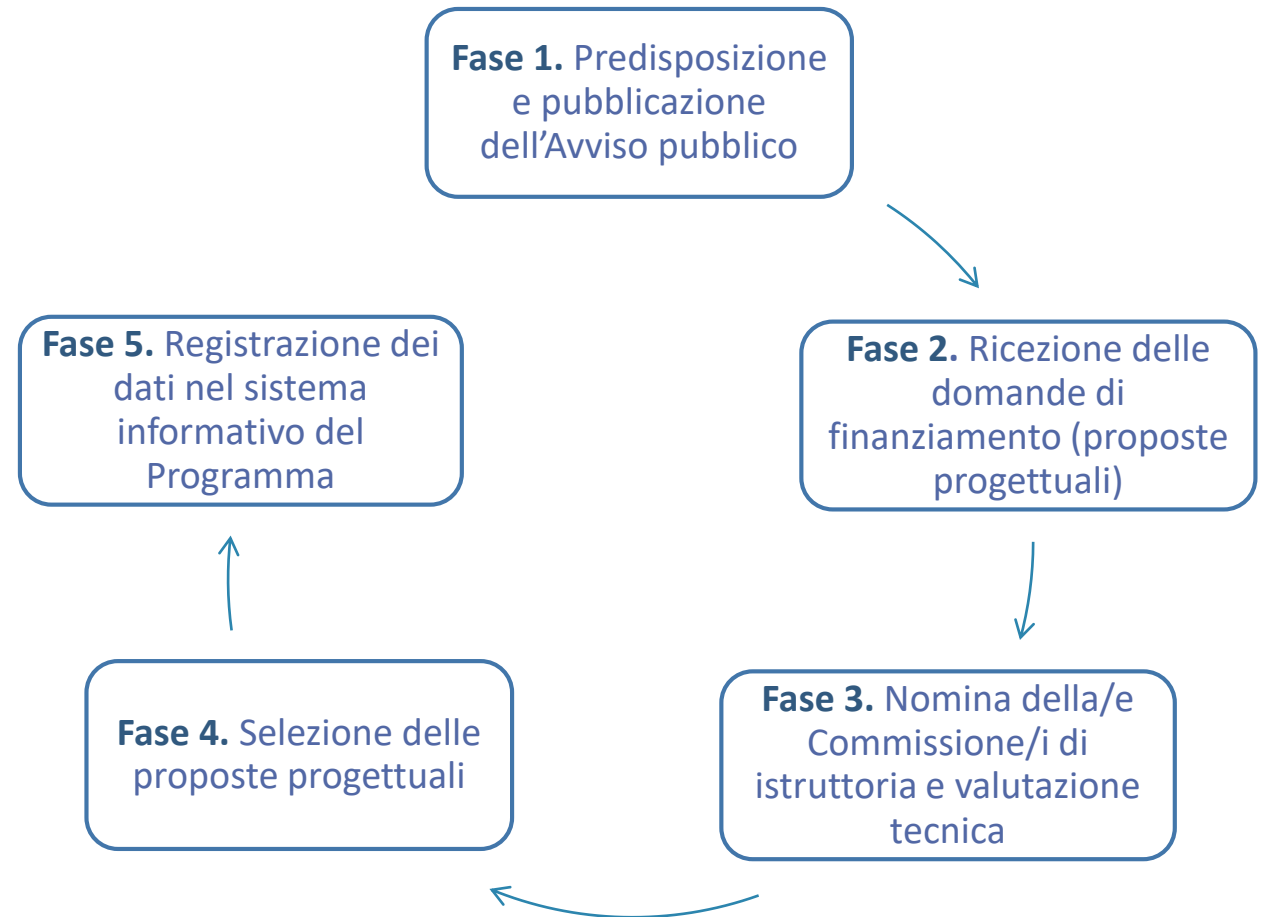 Fase 1. Predisposizione
e pubblicazione
dell’Avviso pubblico
Fase 2. Ricezione delle
domande di
finanziamento (proposte
progettuali)
Fase 3. Nomina della/e
Commissione/i di
istruttoria e valutazione
tecnica
Fase 4. Selezione delle
proposte progettuali
Fase 5. Registrazione dei
dati nel sistema
informativo del
Programma